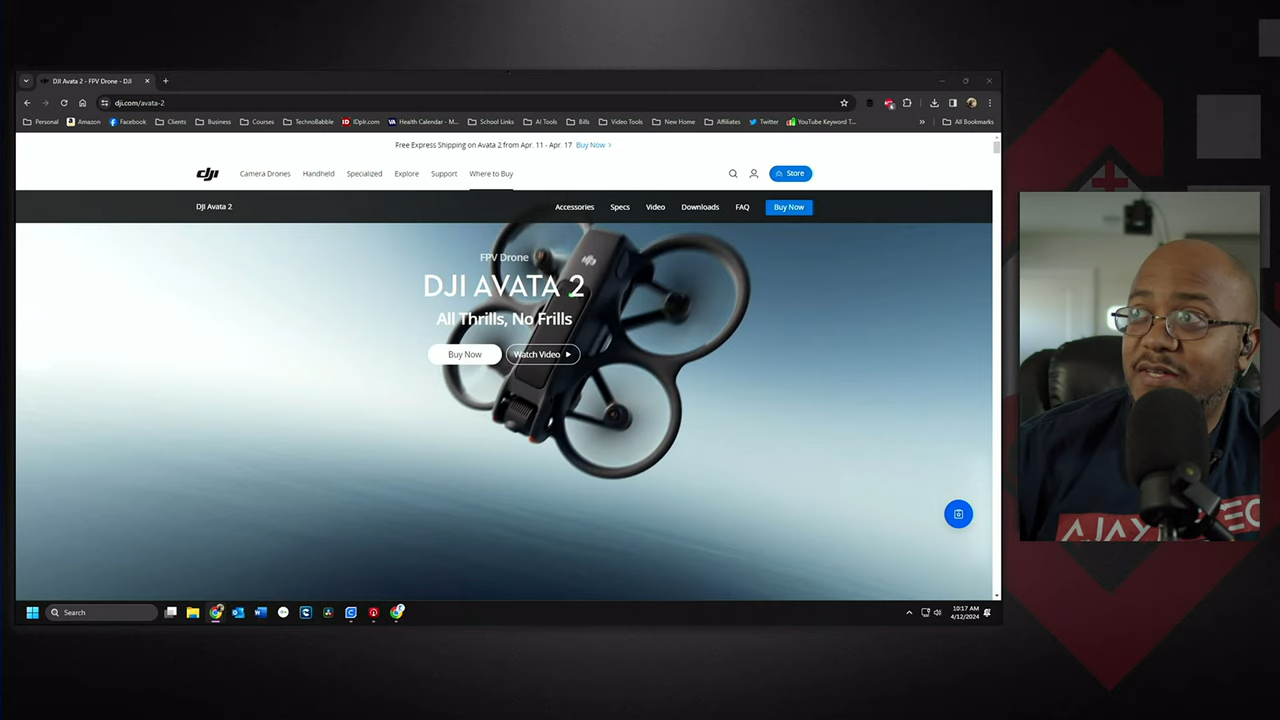 DJI Avata 2 - FPV Drone - DJI
dji.com/avata-2
Personal Amazon Facebook Clients Business Courses TechnoBabble IDplr.com Health Calendar - M... School Links AI Tools Bills Video Tools New Home Affiliates Twitter YouTube Keyword T... » All Bookmarks
Free Express Shipping on Avata 2 from Apr. 11 - Apr. 17 Buy Now >
dji Camera Drones Handheld Specialized Explore Support Where to Buy Store
DJI Avata 2 Accessories Specs Video Downloads FAQ Buy Now
FPV Drone
DJI AVATA 2
All Thrills, No Frills
Buy Now Watch Video
Search
10:17 AM
4/12/2024